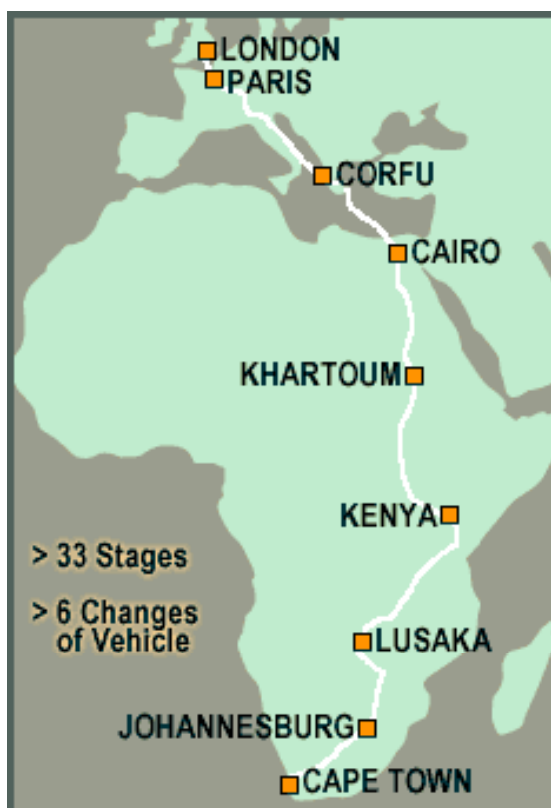 LONDON
PARIS
CORFU
CAIRO
KHARTOUM
KENYA
> 33 Stages
> 6 Changes
of Vehicle
LUSAKA
JOHANNESBURG
CAPE TOWN